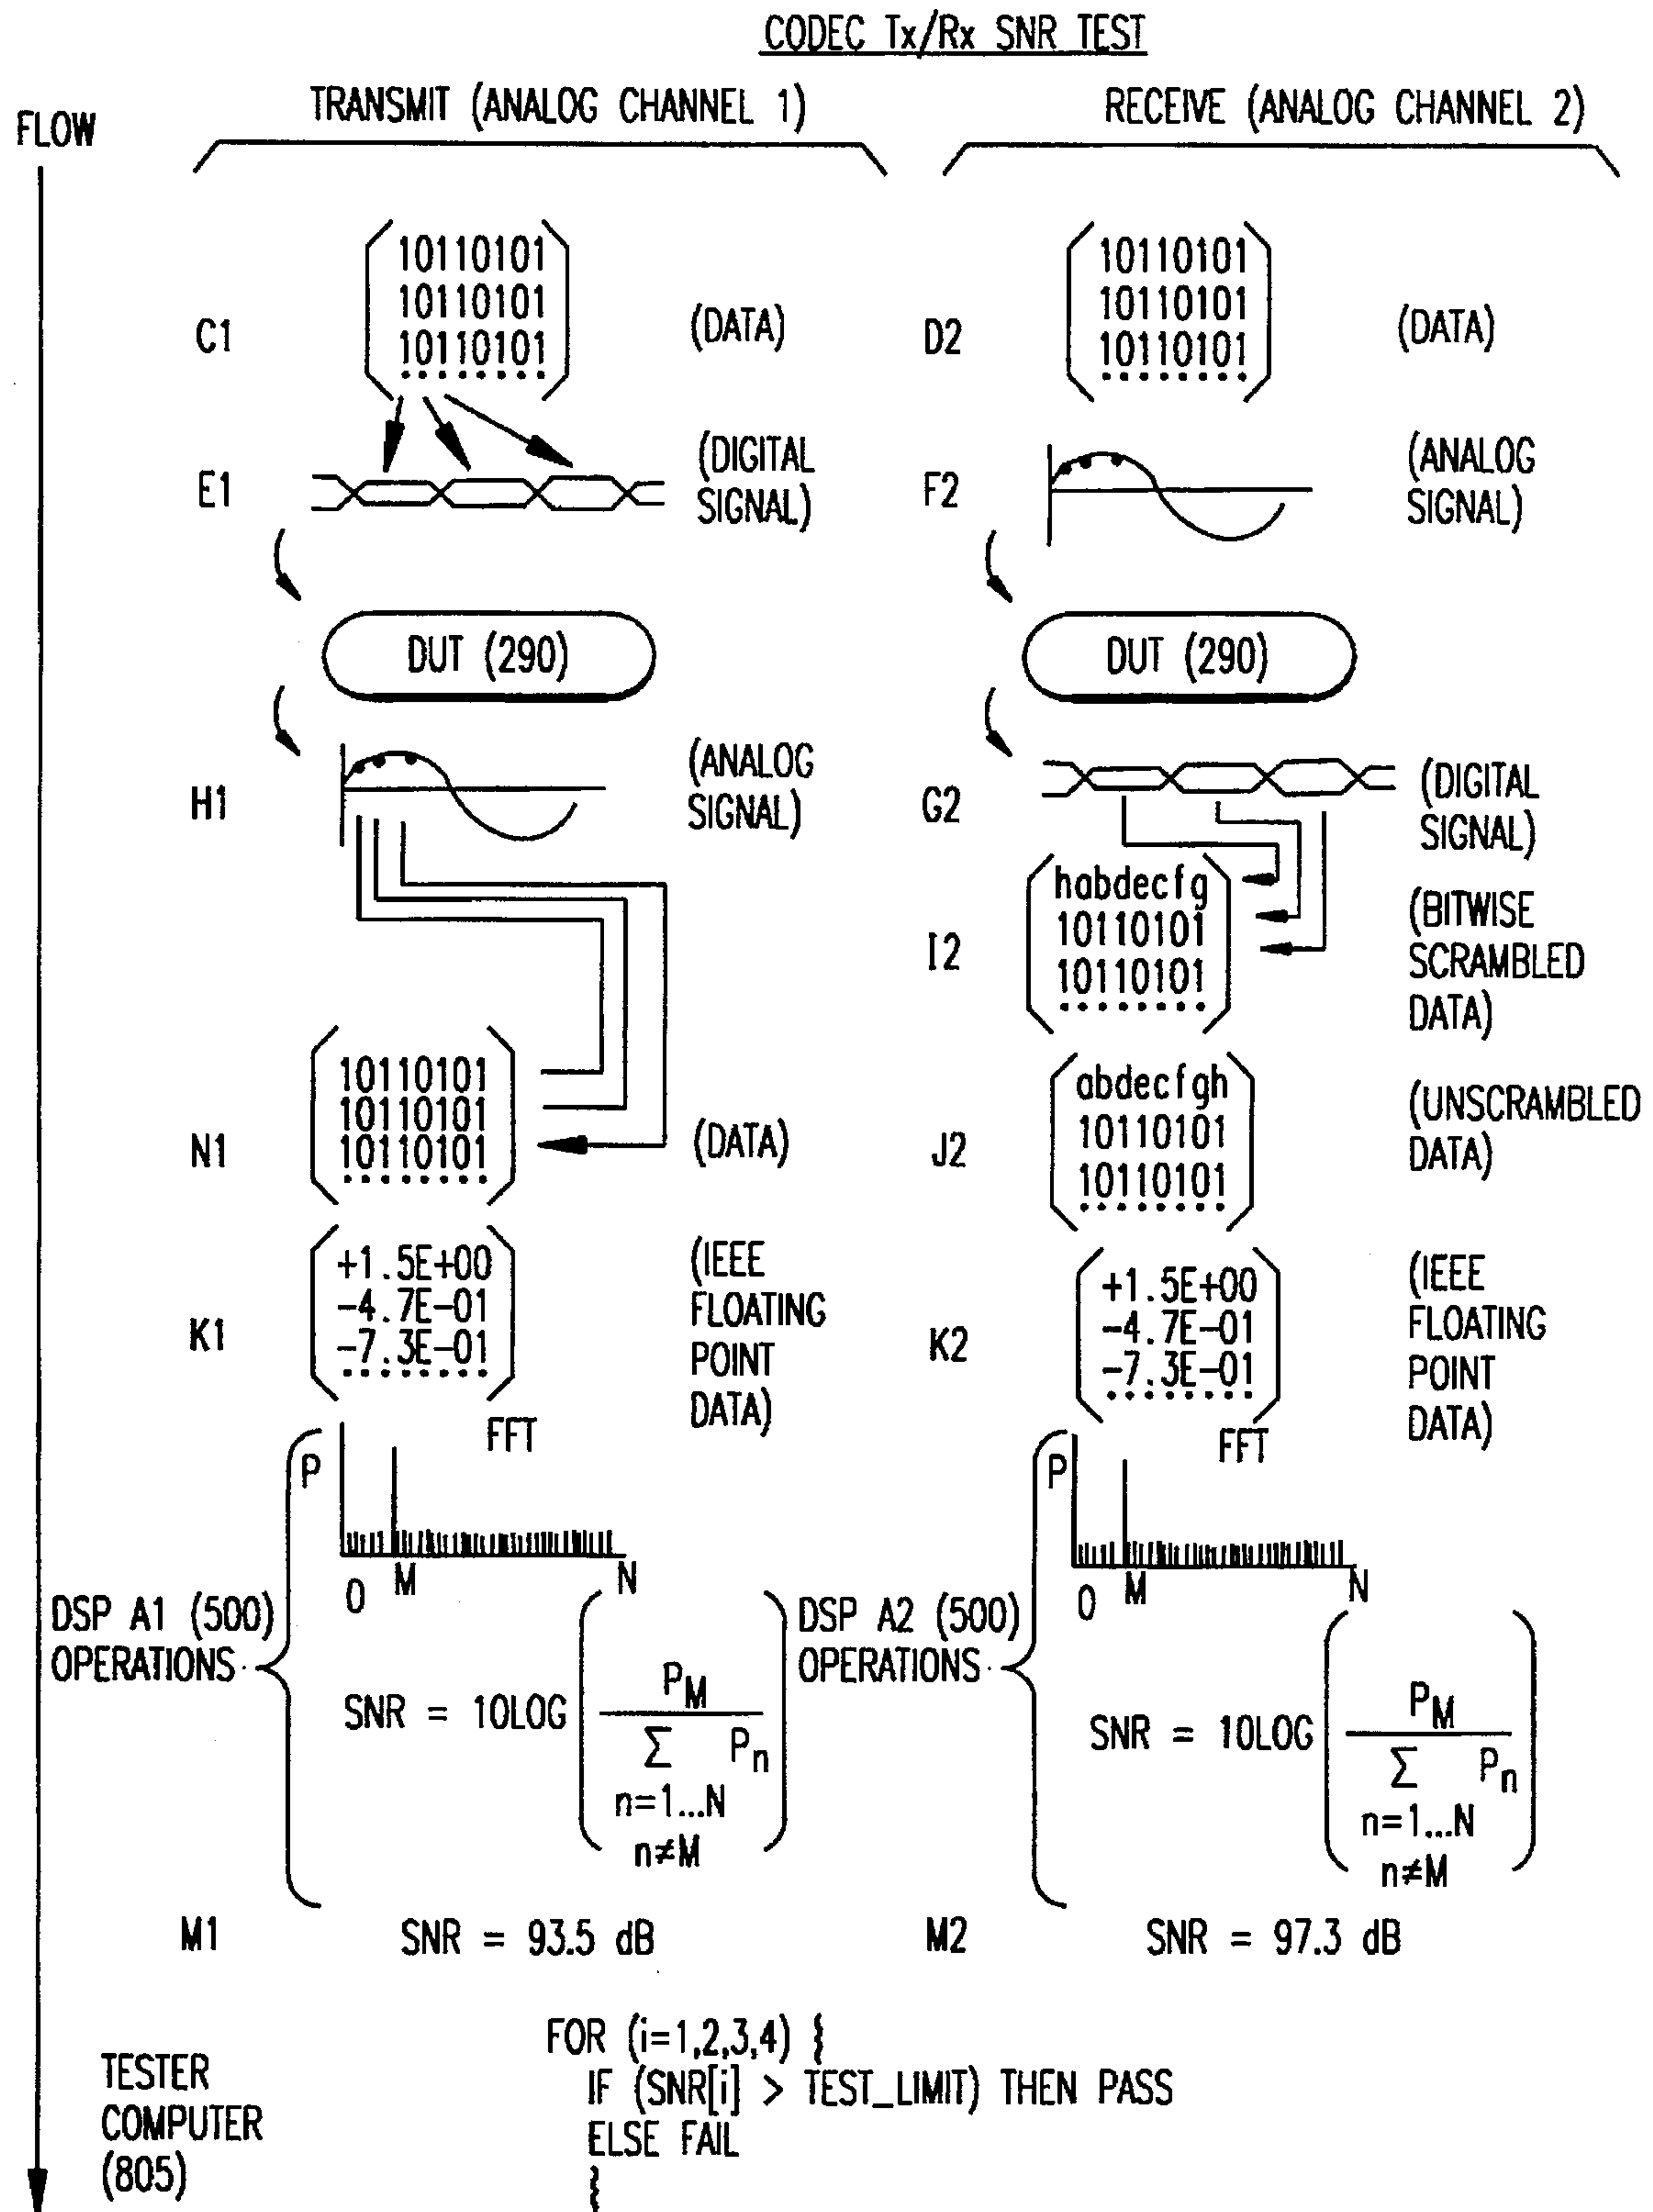 CODEC Tx/Rx SNR TEST
FLOW
TRANSMIT (ANALOG CHANNEL 1)
RECEIVE (ANALOG CHANNEL 2)
C1
10110101
10110101
10110101
(DATA)
D2
10110101
10110101
10110101
(DATA)
E1
(DIGITAL
SIGNAL)
F2
(ANALOG
SIGNAL)
DUT (290)
DUT (290)
H1
(ANALOG
SIGNAL)
G2
(DIGITAL
SIGNAL)
I2
habdecfg
10110101
10110101
(BITWISE
SCRAMBLED
DATA)
N1
10110101
10110101
10110101
(DATA)
J2
abdecfgh
10110101
10110101
(UNSCRAMBLED
DATA)
K1
+1.5E+00
-4.7E-01
-7.3E-01
(IEEE
FLOATING
POINT
DATA)
K2
+1.5E+00
-4.7E-01
-7.3E-01
(IEEE
FLOATING
POINT
DATA)
FFT
P
0 M N
FFT
P
0 M N
DSP A1 (500)
OPERATIONS
SNR = 10LOG
P_M
Σ P_n
n=1...N
n≠M
DSP A2 (500)
OPERATIONS
SNR = 10LOG
P_M
Σ P_n
n=1...N
n≠M
M1 SNR = 93.5 dB
M2 SNR = 97.3 dB
TESTER
COMPUTER
(805)
FOR (i=1,2,3,4) {
IF (SNR[i] > TEST_LIMIT) THEN PASS
ELSE FAIL
{